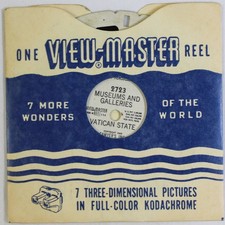 ONE VIEW-MASTER REEL
7 MORE
WONDERS
OF THE
WORLD
2723
MUSEUMS AND
GALLERIES
VATICAN STATE
7 THREE-DIMENSIONAL PICTURES
IN FULL-COLOR KODACHROME